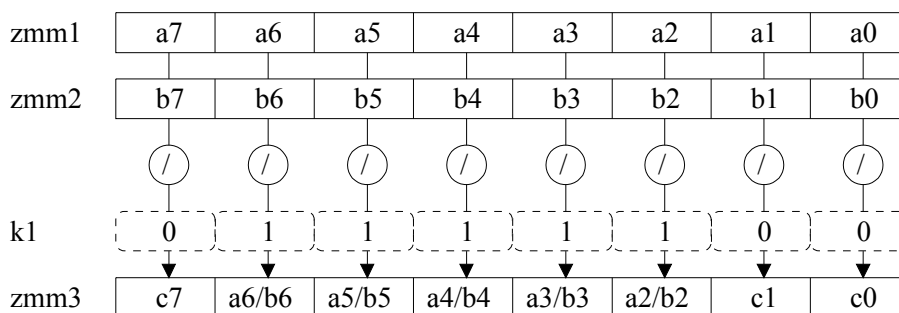 zmm1 a7 a6 a5 a4 a3 a2 a1 a0
zmm2 b7 b6 b5 b4 b3 b2 b1 b0
/ / / / / / / /
k1 0 1 1 1 1 1 0 0
zmm3 c7 a6/b6 a5/b5 a4/b4 a3/b3 a2/b2 c1 c0